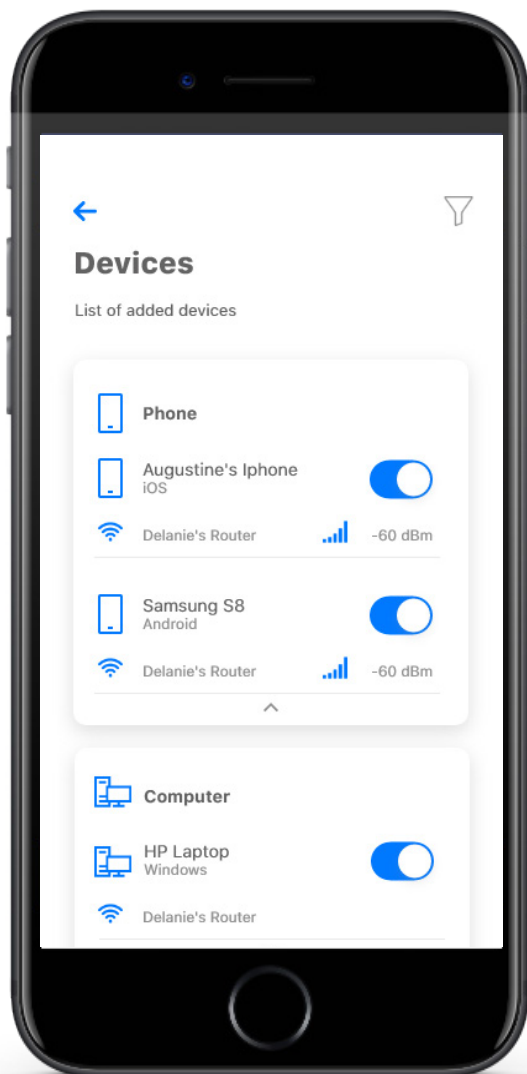 Devices
List of added devices
Phone
Augustine's Iphone
iOS
Delanie's Router -60 dBm
Samsung S8
Android
Delanie's Router -60 dBm
Computer
HP Laptop
Windows
Delanie's Router